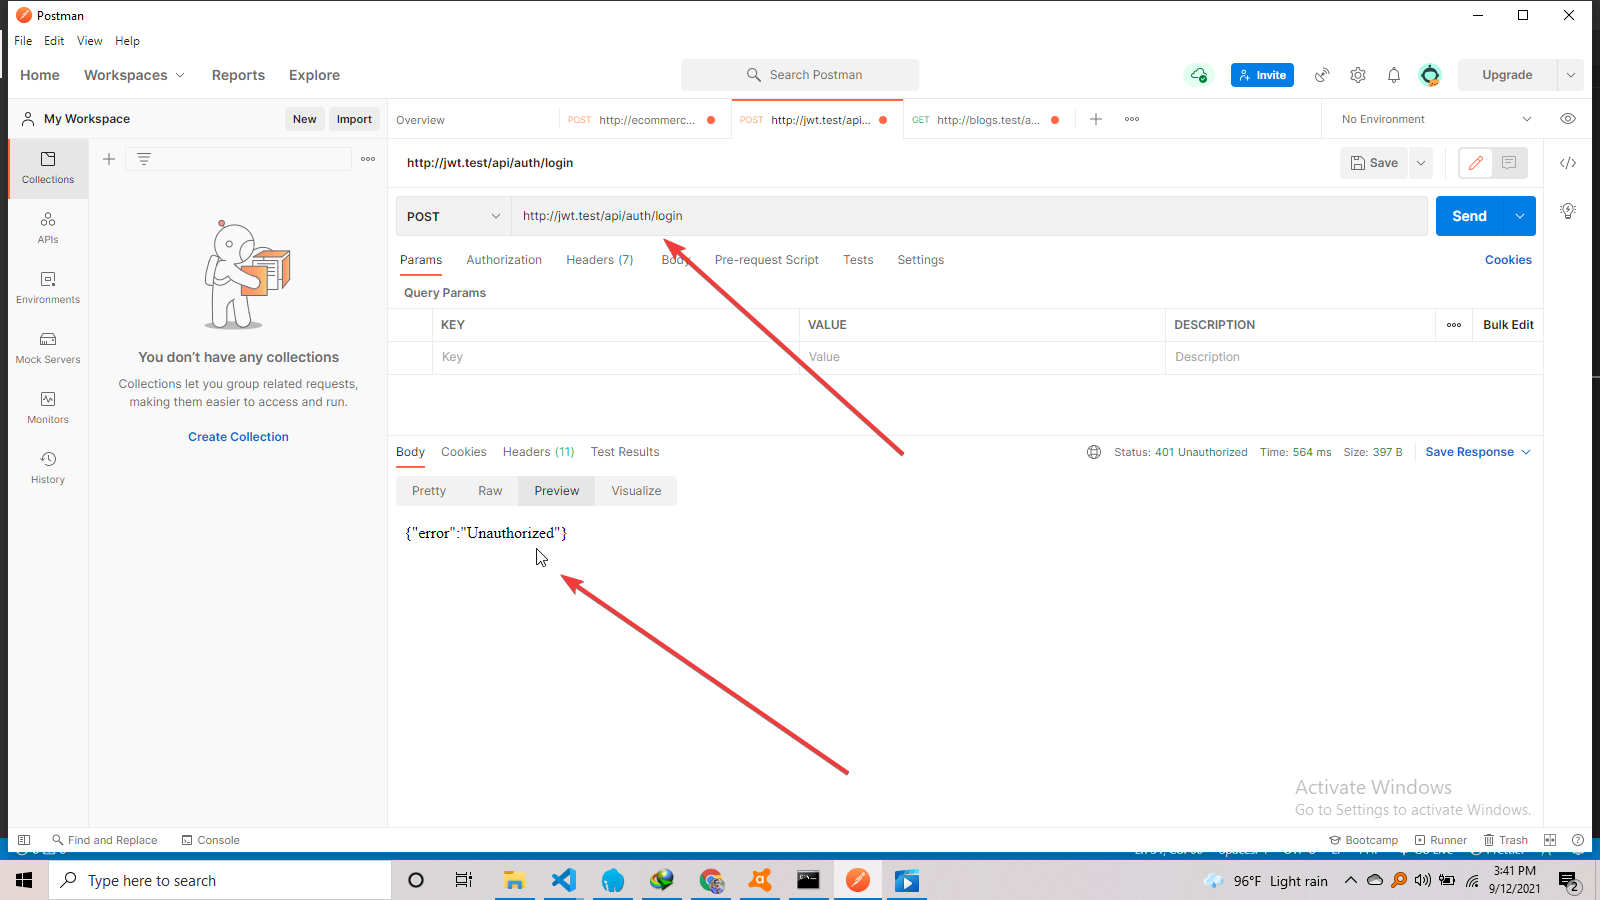 Postman
File Edit View Help
Home Workspaces Reports Explore Search Postman Invite Upgrade
My Workspace New Import Overview POST http://ecommerc... POST http://jwt.test/api... GET http://blogs.test/a... No Environment
http://jwt.test/api/auth/login Save
Collections
POST http://jwt.test/api/auth/login Send
APIs
Params Authorization Headers (7) Body Pre-request Script Tests Settings Cookies
Query Params
Environments
KEY VALUE DESCRIPTION Bulk Edit
Key Value Description
Mock Servers
You don't have any collections
Collections let you group related requests,
making them easier to access and run.
Monitors
Create Collection
Body Cookies Headers (11) Test Results Status: 401 Unauthorized Time: 564 ms Size: 397 B Save Response
History
Pretty Raw Preview Visualize
{"error":"Unauthorized"}
Activate Windows
Go to Settings to activate Windows.
Find and Replace Console Bootcamp Runner Trash
Type here to search 96°F Light rain 3:41 PM
9/12/2021 2